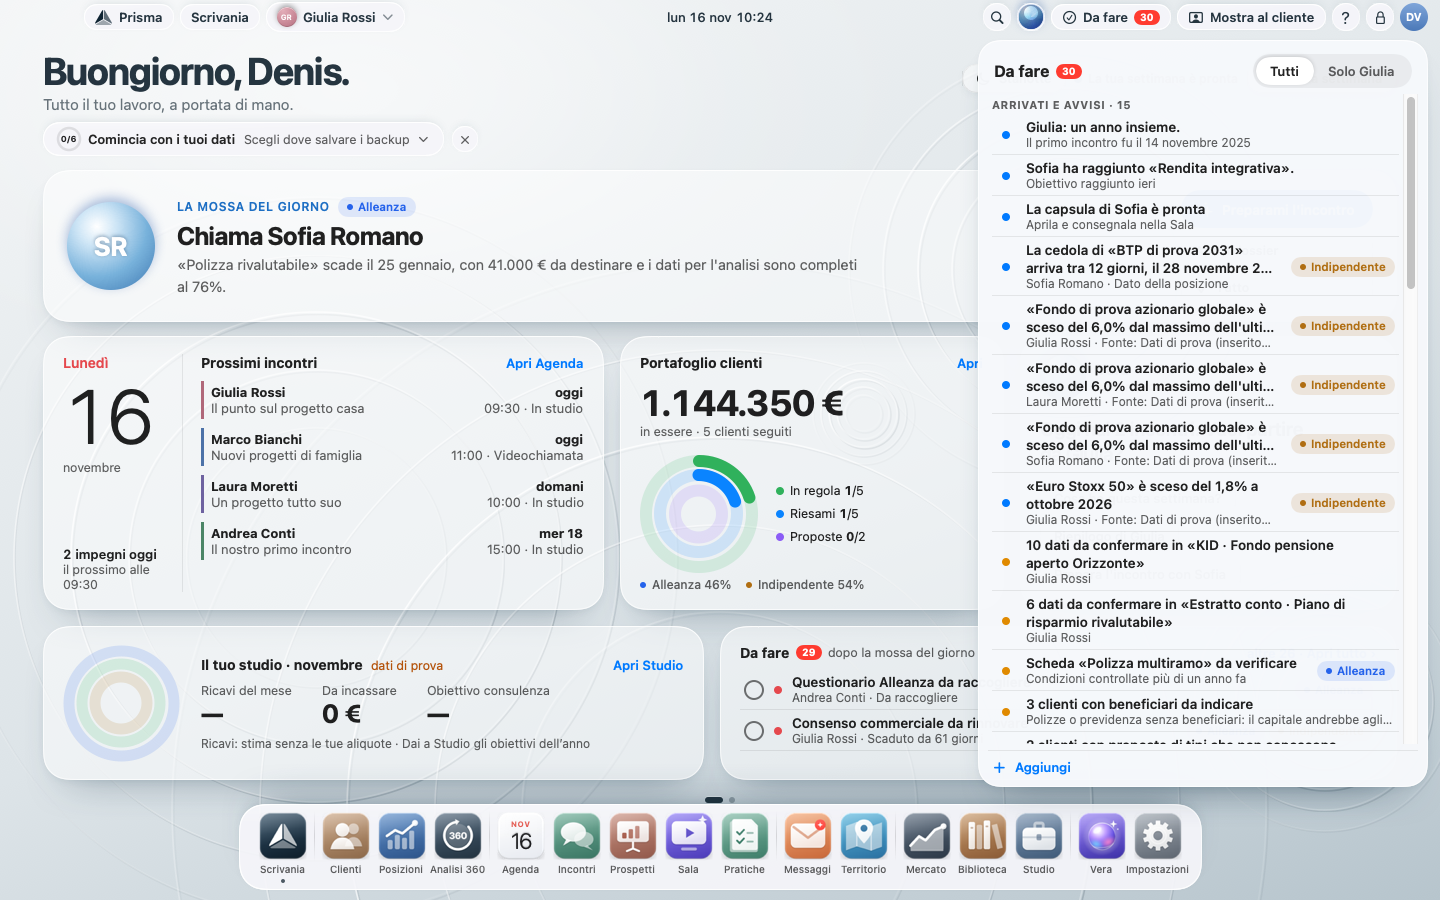 Prisma
Scrivania
GR Giulia Rossi
lun 16 nov 10:24
Da fare 30
Mostra al cliente
?
DV
Buongiorno, Denis.
Tutto il tuo lavoro, a portata di mano.
0/6 Comincia con i tuoi dati Scegli dove salvare i backup
SR
LA MOSSA DEL GIORNO Alleanza
Chiama Sofia Romano
«Polizza rivalutabile» scade il 25 gennaio, con 41.000 € da destinare e i dati per l'analisi sono completi
al 76%.
Lunedì
16
novembre
2 impegni oggi
il prossimo alle
09:30
Prossimi incontri
Apri Agenda
Giulia Rossi oggi
Il punto sul progetto casa 09:30 · In studio
Marco Bianchi oggi
Nuovi progetti di famiglia 11:00 · Videochiamata
Laura Moretti domani
Un progetto tutto suo 10:00 · In studio
Andrea Conti mer 18
Il nostro primo incontro 15:00 · In studio
Portafoglio clienti
Apr
1.144.350 €
in essere · 5 clienti seguiti
In regola 1/5
Riesami 1/5
Proposte 0/2
Alleanza 46% Indipendente 54%
Il tuo studio · novembre dati di prova
Apri Studio
Ricavi del mese
—
Da incassare
0 €
Obiettivo consulenza
—
Ricavi: stima senza le tue aliquote · Dai a Studio gli obiettivi dell'anno
Da fare 29 dopo la mossa del giorno
Questionario Alleanza da rac
Andrea Conti · Da raccogliere
Consenso commerciale da rin
Giulia Rossi · Scaduto da 61 giorn
Da fare 30
Tutti
Solo Giulia
ARRIVATI E AVVISI · 15
Giulia: un anno insieme.
Il primo incontro fu il 14 novembre 2025
Sofia ha raggiunto «Rendita integrativa».
Obiettivo raggiunto ieri
La capsula di Sofia è pronta
Aprila e consegnala nella Sala
La cedola di «BTP di prova 2031»
arriva tra 12 giorni, il 28 novembre 2...
Sofia Romano · Dato della posizione
Indipendente
«Fondo di prova azionario globale» è
sceso del 6,0% dal massimo dell'ulti...
Giulia Rossi · Fonte: Dati di prova (inserito...
Indipendente
«Fondo di prova azionario globale» è
sceso del 6,0% dal massimo dell'ulti...
Laura Moretti · Fonte: Dati di prova (inserit...
Indipendente
«Fondo di prova azionario globale» è
sceso del 6,0% dal massimo dell'ulti...
Sofia Romano · Fonte: Dati di prova (inserit...
Indipendente
«Euro Stoxx 50» è sceso del 1,8% a
ottobre 2026
Giulia Rossi · Fonte: Dati di prova (inserito...
Indipendente
10 dati da confermare in «KID · Fondo pensione
aperto Orizzonte»
Giulia Rossi
6 dati da confermare in «Estratto conto · Piano di
risparmio rivalutabile»
Giulia Rossi
Scheda «Polizza multiramo» da verificare
Condizioni controllate più di un anno fa
Alleanza
3 clienti con beneficiari da indicare
Polizze o previdenza senza beneficiari: il capitale andrebbe agli...
+ Aggiungi
360
NOV
16
Scrivania
Clienti
Posizioni
Analisi 360
Agenda
Incontri
Prospetti
Sala
Pratiche
Messaggi
Territorio
Mercato
Biblioteca
Studio
Vera
Impostazioni